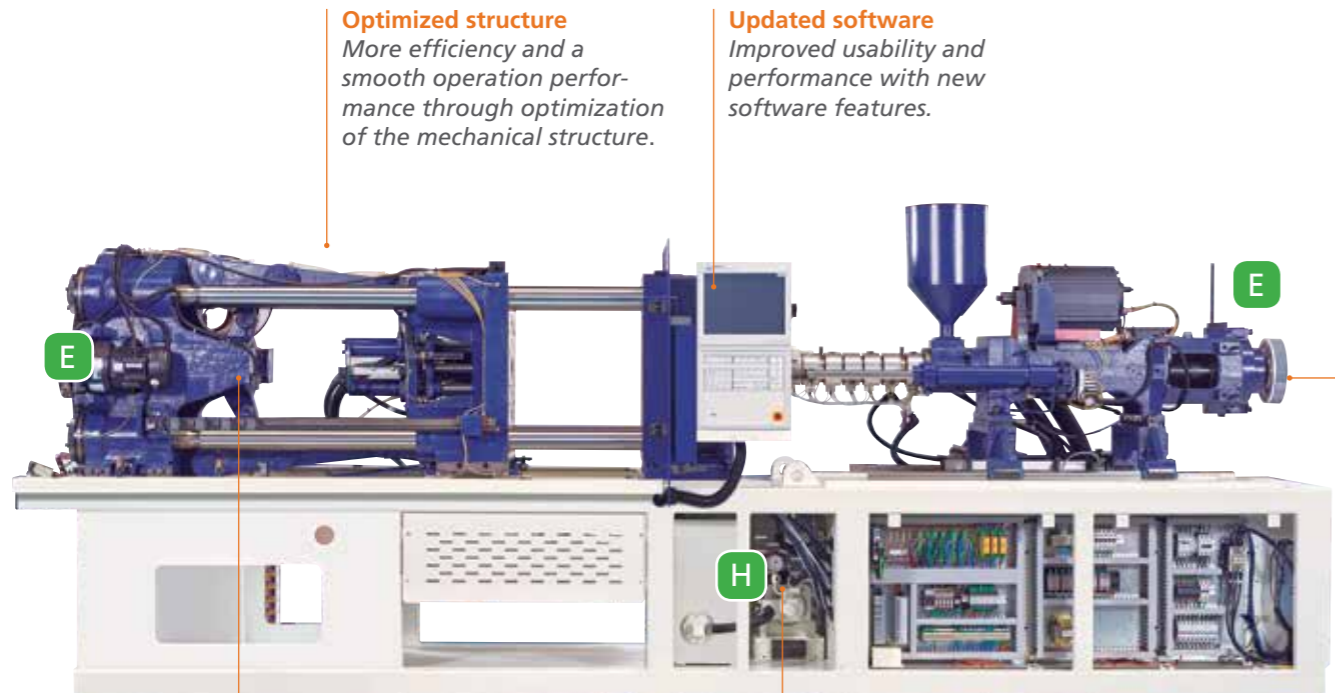 Optimized structure
More efficiency and a
smooth operation perfor-
mance through optimization
of the mechanical structure.
Updated software
Improved usability and
performance with new
software features.
E
E
H